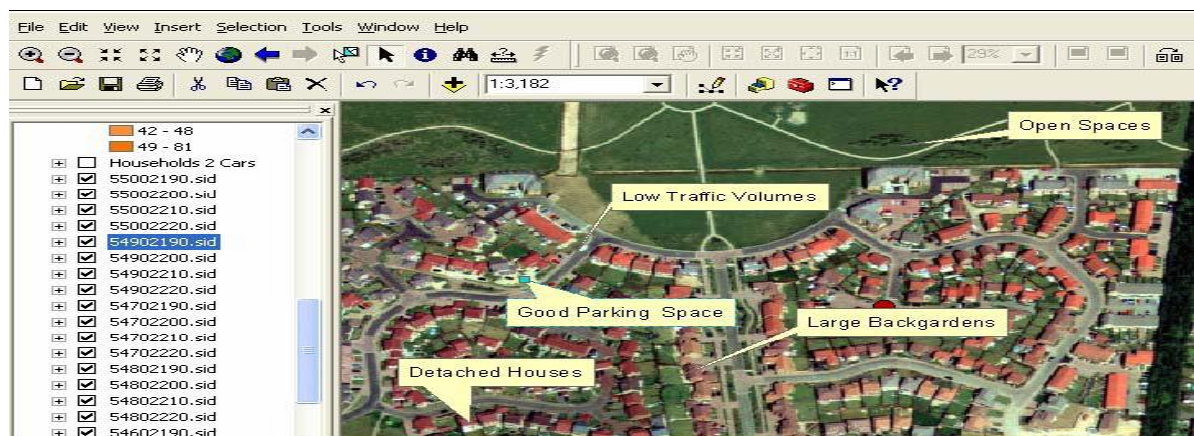 File Edit View Insert Selection Tools Window Help
29%
1:3,182
42 - 48
49 - 81
Households 2 Cars
55002190.sid
55002200.sid
55002210.sid
55002220.sid
54902190.sid
54902200.sid
54902210.sid
54902220.sid
54702190.sid
54702200.sid
54702210.sid
54702220.sid
54802190.sid
54802200.sid
54802210.sid
54802220.sid
54602190.sid
Open Spaces
Low Traffic Volumes
Good Parking Space
Large Backgardens
Detached Houses